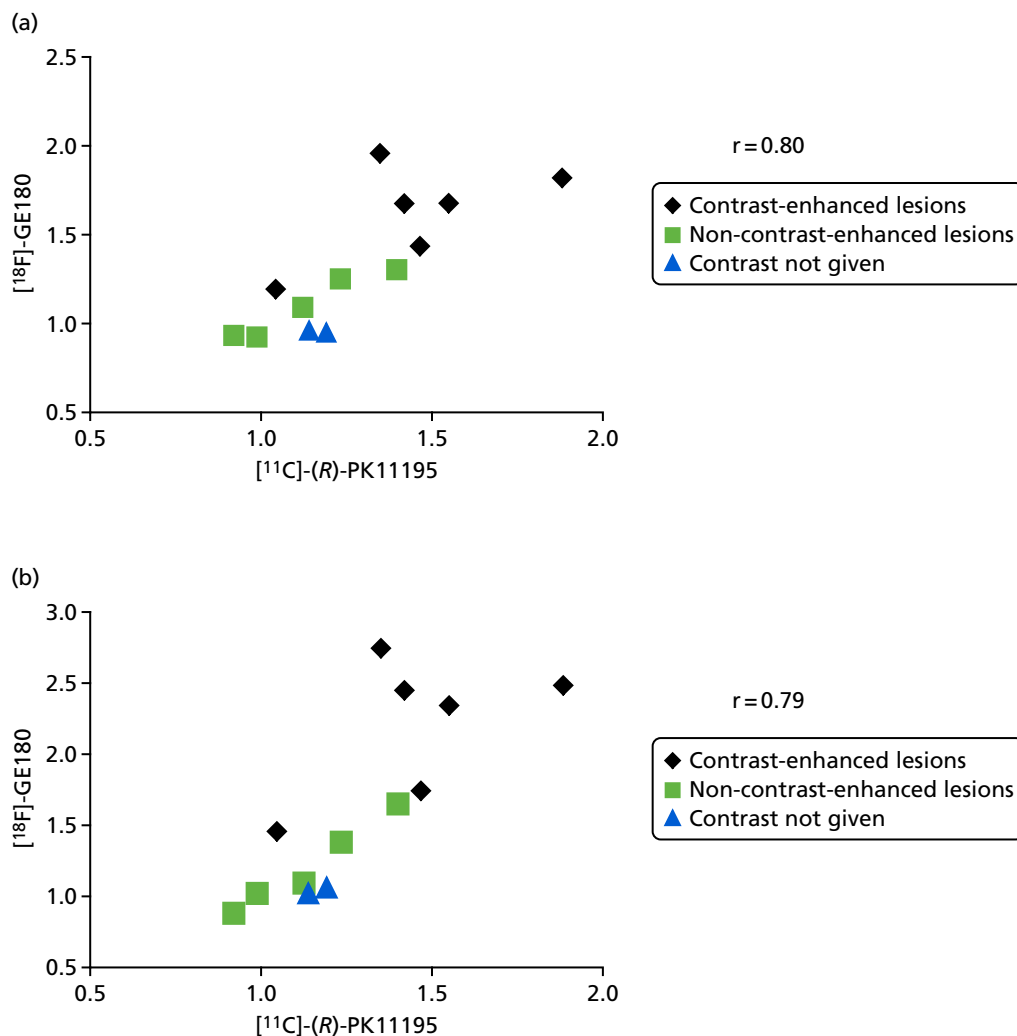 (a)
2.5
2.0
1.5
1.0
0.5
[¹⁸F]-GE180
0.5 1.0 1.5 2.0
[¹¹C]-(R)-PK11195
r = 0.80
Contrast-enhanced lesions
Non-contrast-enhanced lesions
Contrast not given
(b)
3.0
2.5
2.0
1.5
1.0
0.5
[¹⁸F]-GE180
0.5 1.0 1.5 2.0
[¹¹C]-(R)-PK11195
r = 0.79
Contrast-enhanced lesions
Non-contrast-enhanced lesions
Contrast not given